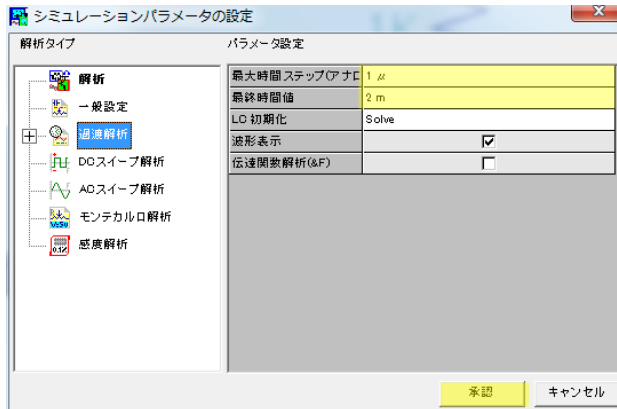 シミュレーションパラメータの設定
解析タイプ
パラメータ設定
解析
一般設定
過渡解析
DCスイープ解析
ACスイープ解析
モンテカルロ解析
感度解析
最大時間ステップ(アナロ 1 μ
最終時間値 2 m
LC 初期化 Solve
波形表示
伝達関数解析(&F)
承認 キャンセル